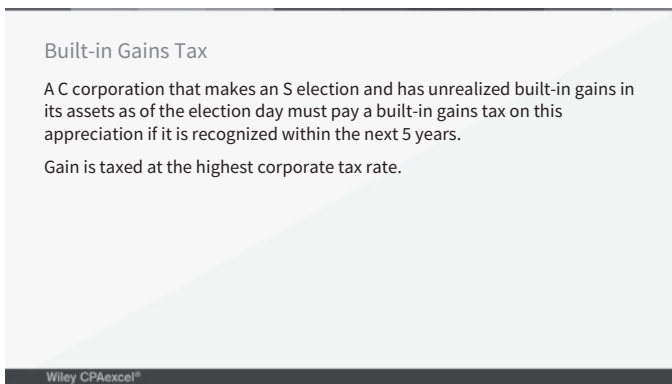 Built-in Gains Tax
A C corporation that makes an S election and has unrealized built-in gains in
its assets as of the election day must pay a built-in gains tax on this
appreciation if it is recognized within the next 5 years.
Gain is taxed at the highest corporate tax rate.
Wiley CPAexcel®